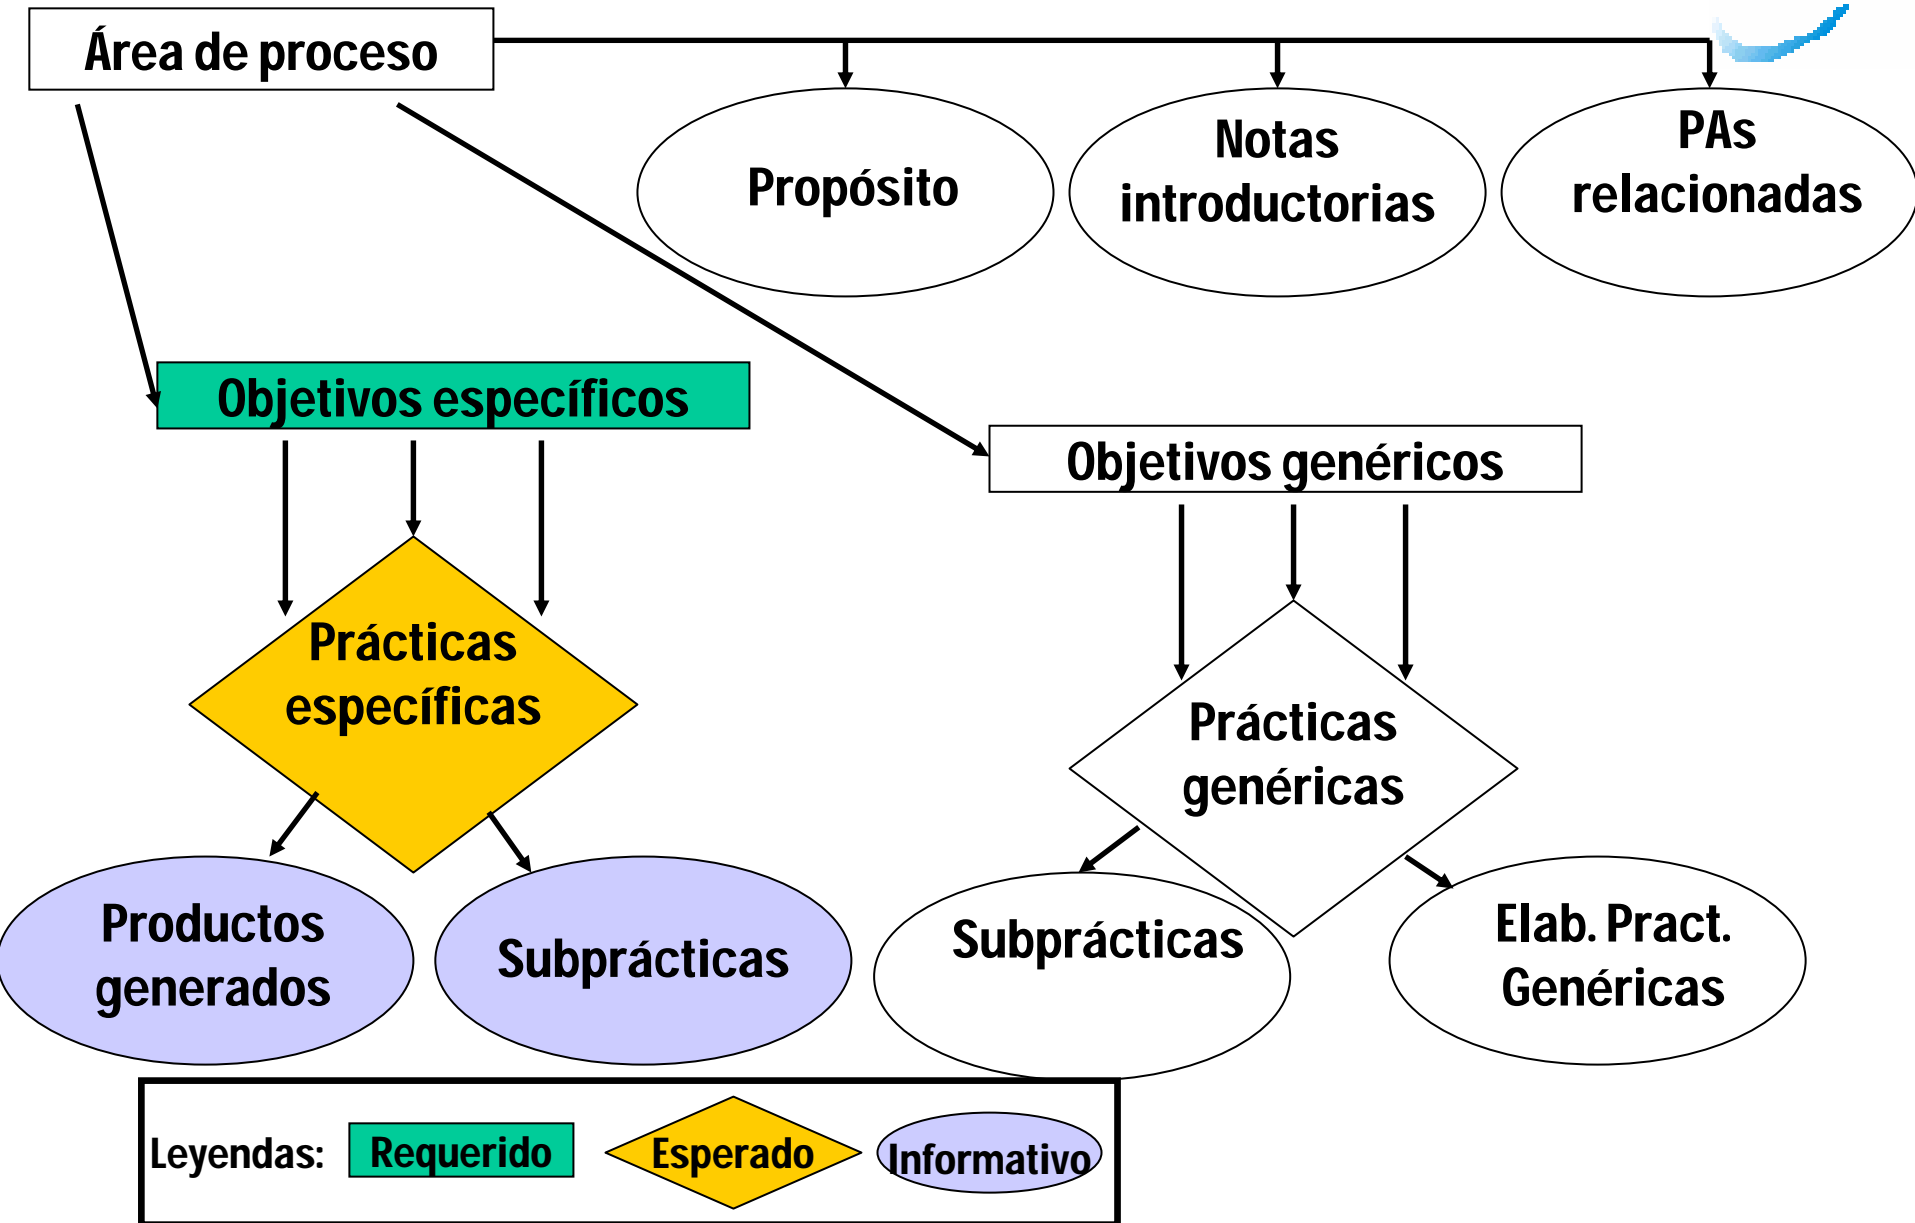 Área de proceso
Propósito
Notas
introductorias
PAs
relacionadas
Objetivos específicos
Objetivos genéricos
Prácticas
específicas
Prácticas
genéricas
Productos
generados
Subprácticas
Subprácticas
Elab. Pract.
Genéricas
Leyendas:
Requerido
Esperado
Informativo